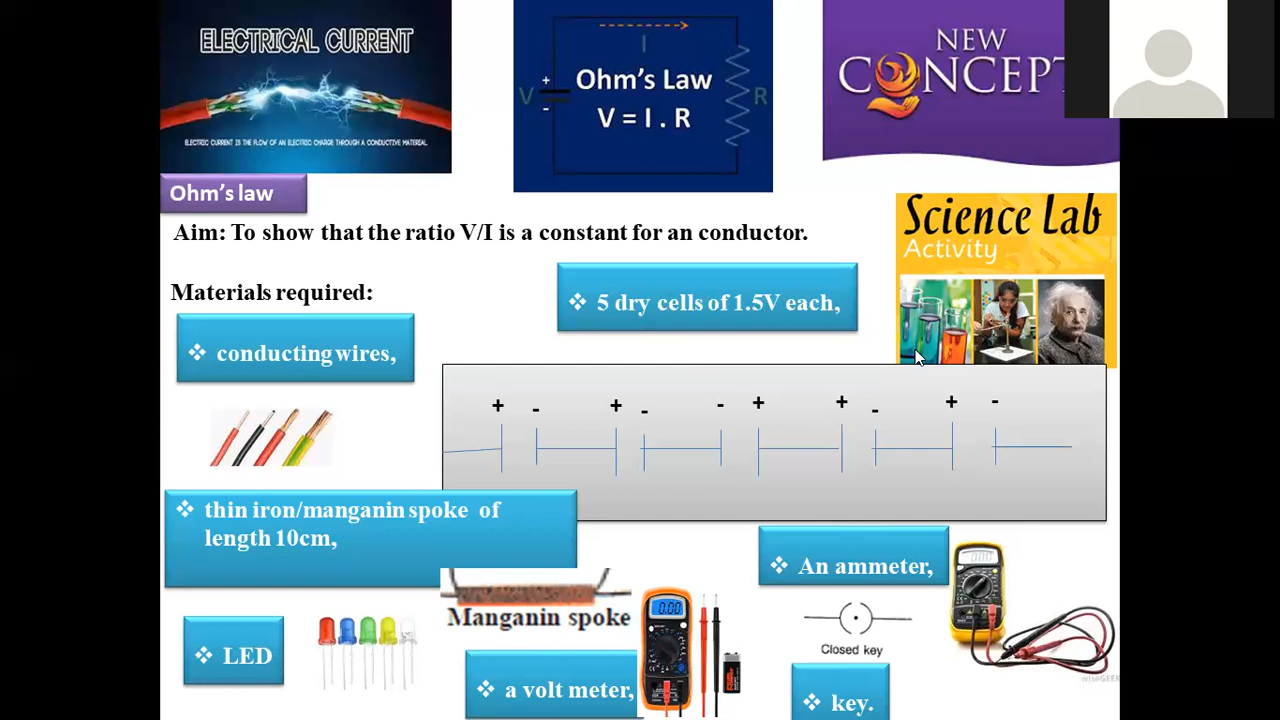 ELECTRICAL CURRENT
ELECTRIC CURRENT IS THE FLOW OF AN ELECTRIC CHARGE THROUGH A CONDUCTIVE MATERIAL.
I
+
V
-
Ohm's Law
V = I . R
R
NEW
CONCEPT
Ohm's law
Aim: To show that the ratio V/I is a constant for an conductor.
Science Lab
Activity
Materials required:
❖ 5 dry cells of 1.5V each,
❖ conducting wires,
+ - + - - + + - + -
❖ thin iron/manganin spoke of
length 10cm,
❖ An ammeter,
Manganin spoke
0.00
Closed key
❖ LED
❖ a volt meter,
❖ key.